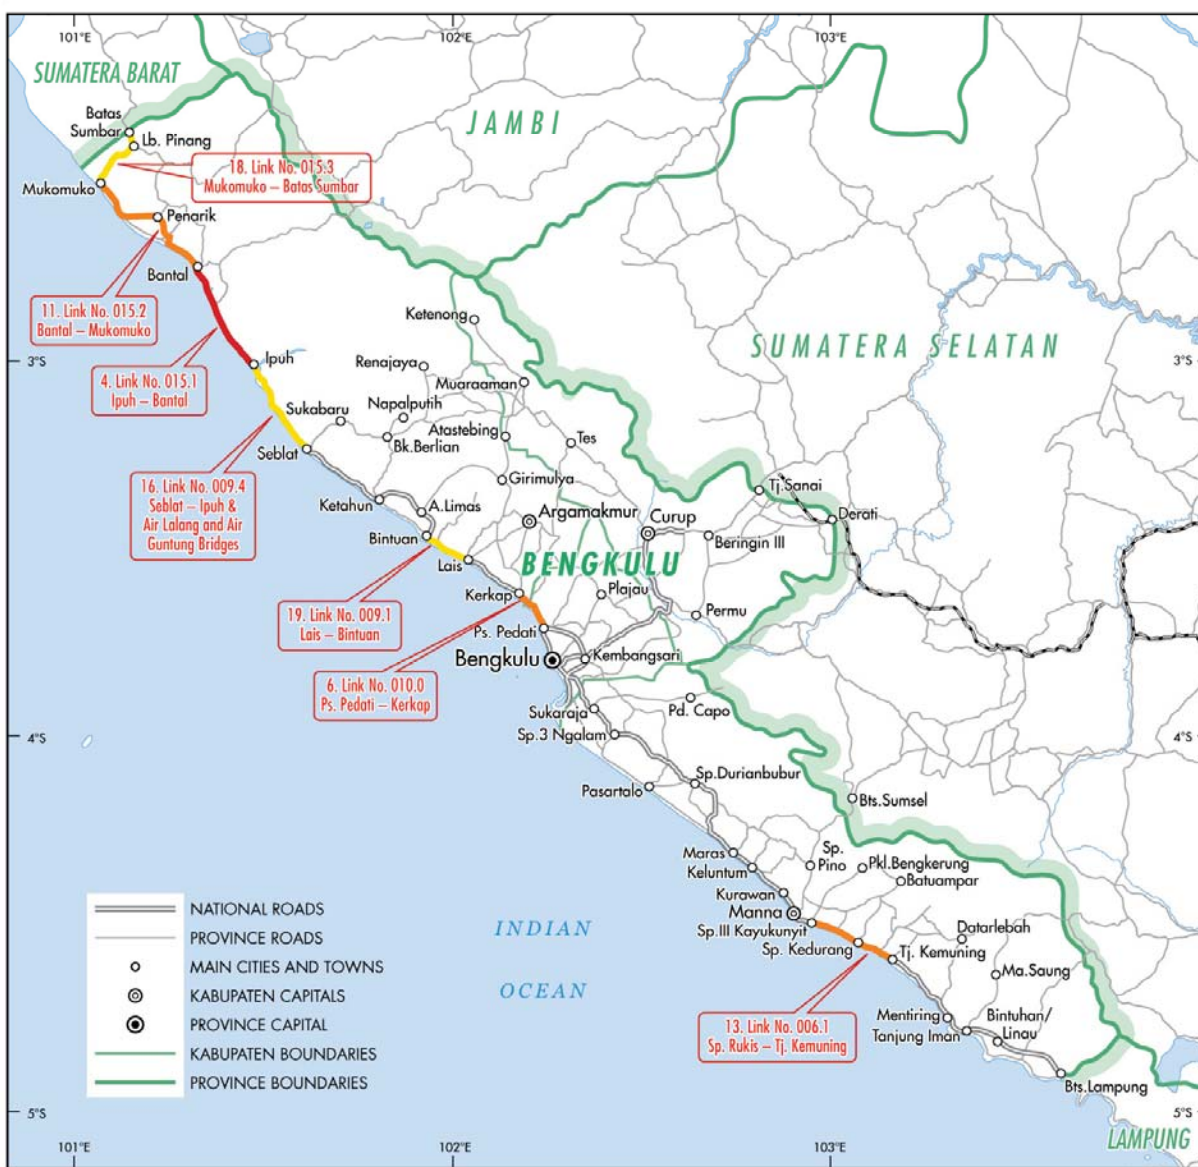 101°E
102°E
103°E
SUMATERA BARAT
JAMBI
Batas
Sumbar
Lb. Pinang
18. Link No. 015.3
Mukomuko – Batas Sumbar
Mukomuko
Penarik
Bantal
11. Link No. 015.2
Bantal – Mukomuko
Ketenong
SUMATERA SELATAN
3°S
3°S
Ipuh
Renajaya
4. Link No. 015.1
Ipuh – Bantal
Muaraaman
Napalputih
Sukabaru
Atastebing
Tes
Bk.Berlian
Seblat
16. Link No. 009.4
Seblat – Ipuh &
Air Lalang and Air
Guntung Bridges
Girimulya
Tj.Sanai
Ketahun
A.Limas
Argamakmur
Curup
Derati
Bintuan
Beringin III
Lais
BENGKULU
Kerkap
Plajau
19. Link No. 009.1
Lais – Bintuan
Permu
Ps. Pedati
Bengkulu
Kembangsari
6. Link No. 010.0
Ps. Pedati – Kerkap
Sukaraja
Pd. Capo
Sp.3 Ngalam
4°S
4°S
Sp.Durianbubur
Pasartalo
Bts.Sumsel
Maras
Sp.
Pino
Pkl.Bengkerung
Keluntum
Batuampar
Kurawan
Manna
Sp.III Kayukunyit
Sp. Kedurang
Datarlebah
Tj. Kemuning
Ma.Saung
INDIAN
OCEAN
NATIONAL ROADS
PROVINCE ROADS
MAIN CITIES AND TOWNS
KABUPATEN CAPITALS
PROVINCE CAPITAL
KABUPATEN BOUNDARIES
PROVINCE BOUNDARIES
13. Link No. 006.1
Sp. Rukis – Tj. Kemuning
Mentiring
Tanjung Iman
Bintuhan/
Linau
Bts.Lampung
5°S
5°S
LAMPUNG
101°E
102°E
103°E